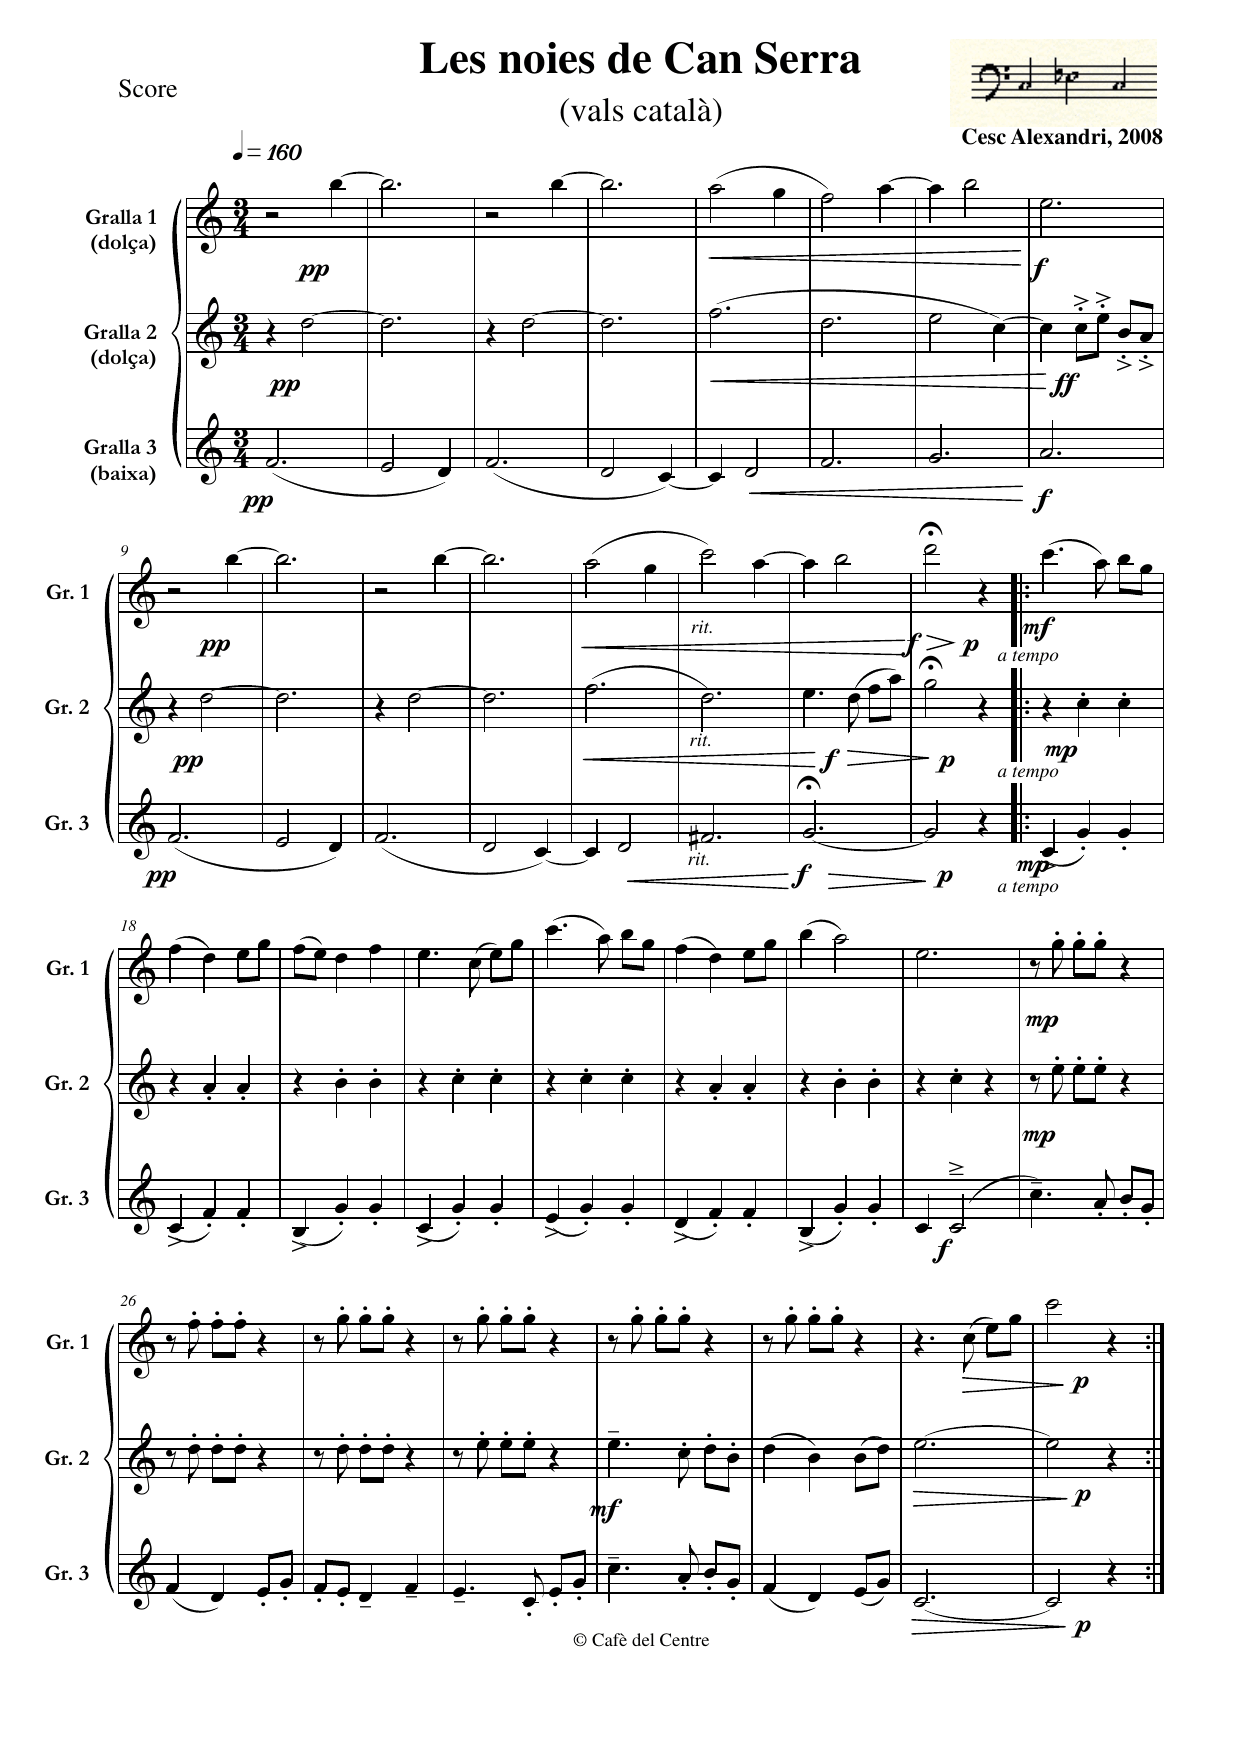 Les noies de Can Serra
Score
(vals català)
Cesc Alexandri, 2008
= 160
Gralla 1
(dolça)
pp
f
Gralla 2
(dolça)
pp
ff
Gralla 3
(baixa)
pp
f
9
Gr. 1
pp
rit.
f
p
mf
a tempo
Gr. 2
pp
rit.
f
p
mp
a tempo
Gr. 3
pp
rit.
f
p
mp
a tempo
18
Gr. 1
mp
Gr. 2
mp
Gr. 3
f
26
Gr. 1
p
Gr. 2
mf
p
Gr. 3
p
© Cafè del Centre